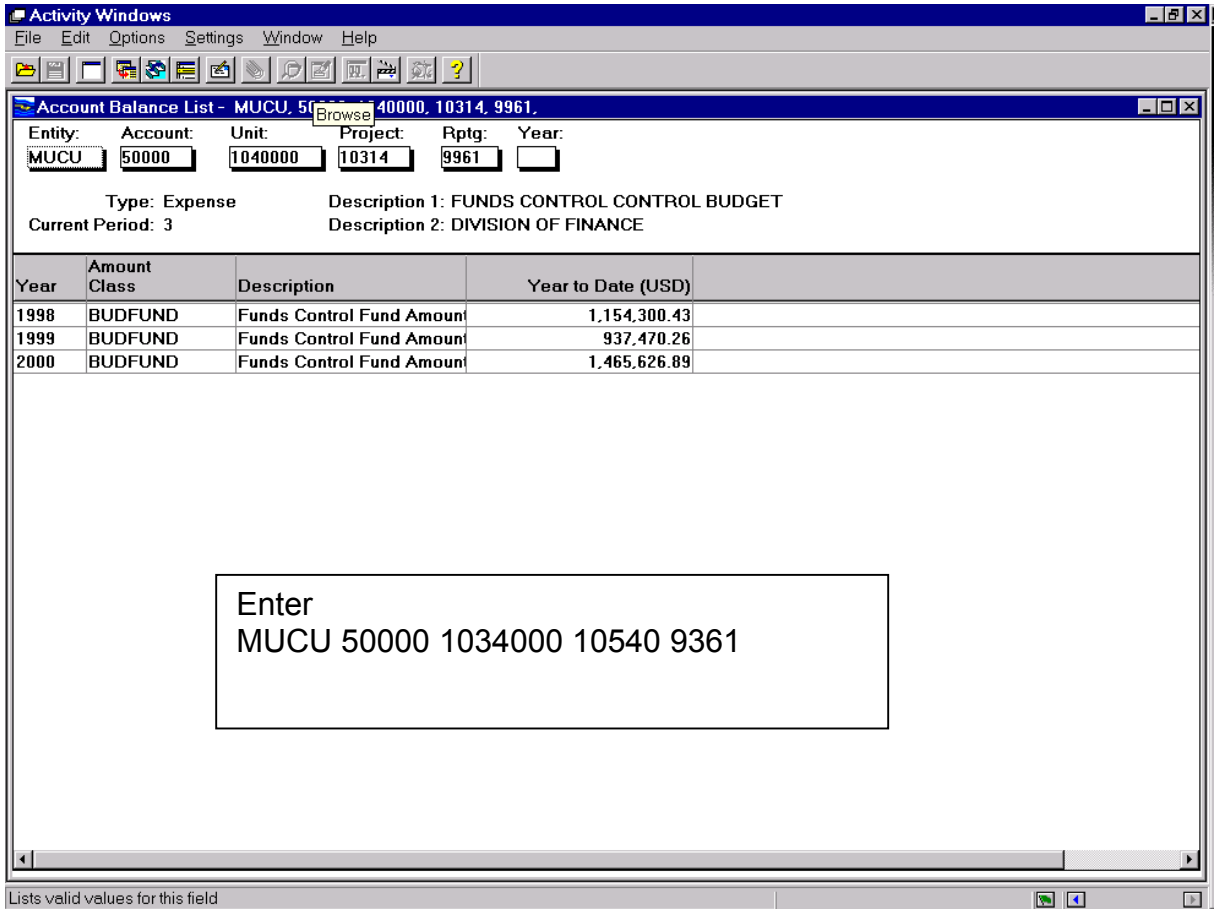 Activity Windows
File Edit Options Settings Window Help
Account Balance List - MUCU, 50 40000, 10314, 9961,
Browse
Entity: Account: Unit: Project: Rptg: Year:
MUCU 50000 1040000 10314 9961
Type: Expense Description 1: FUNDS CONTROL CONTROL BUDGET
Current Period: 3 Description 2: DIVISION OF FINANCE
Amount
Year Class Description Year to Date (USD)
1998 BUDFUND Funds Control Fund Amount 1,154,300.43
1999 BUDFUND Funds Control Fund Amount 937,470.26
2000 BUDFUND Funds Control Fund Amount 1,465,626.89
Enter
MUCU 50000 1034000 10540 9361
Lists valid values for this field